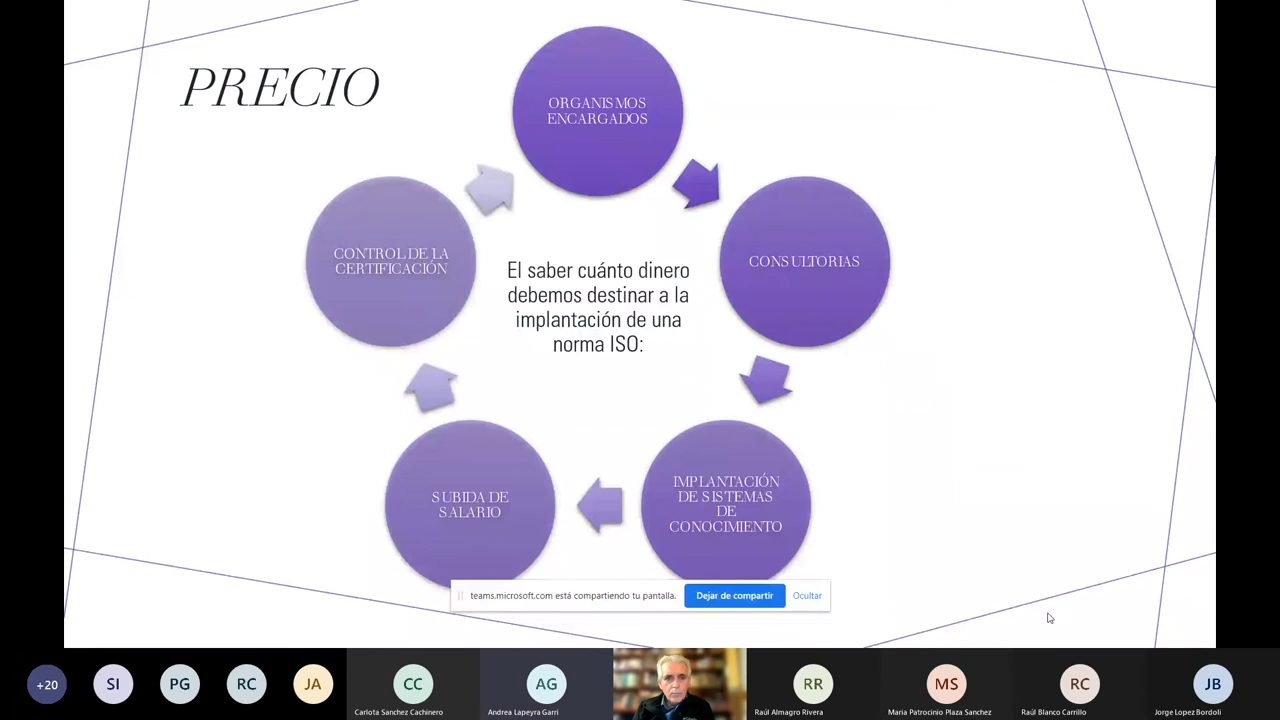 PRECIO
ORGANISMOS
ENCARGADOS
CONSULTORIAS
IMPLANTACIÓN
DE SISTEMAS
DE
CONOCIMIENTO
SUBIDA DE
SALARIO
CONTROL DE LA
CERTIFICACIÓN
El saber cuánto dinero
debemos destinar a la
implantación de una
norma ISO:
teams.microsoft.com está compartiendo tu pantalla.
Dejar de compartir
Ocultar
+20
SI
PG
RC
JA
CC
Carlota Sanchez Cachinero
AG
Andrea Lapeyra Garri
RR
Raúl Almagro Rivera
MS
Maria Patrocinio Plaza Sanchez
RC
Raúl Blanco Carrillo
JB
Jorge Lopez Bordoli